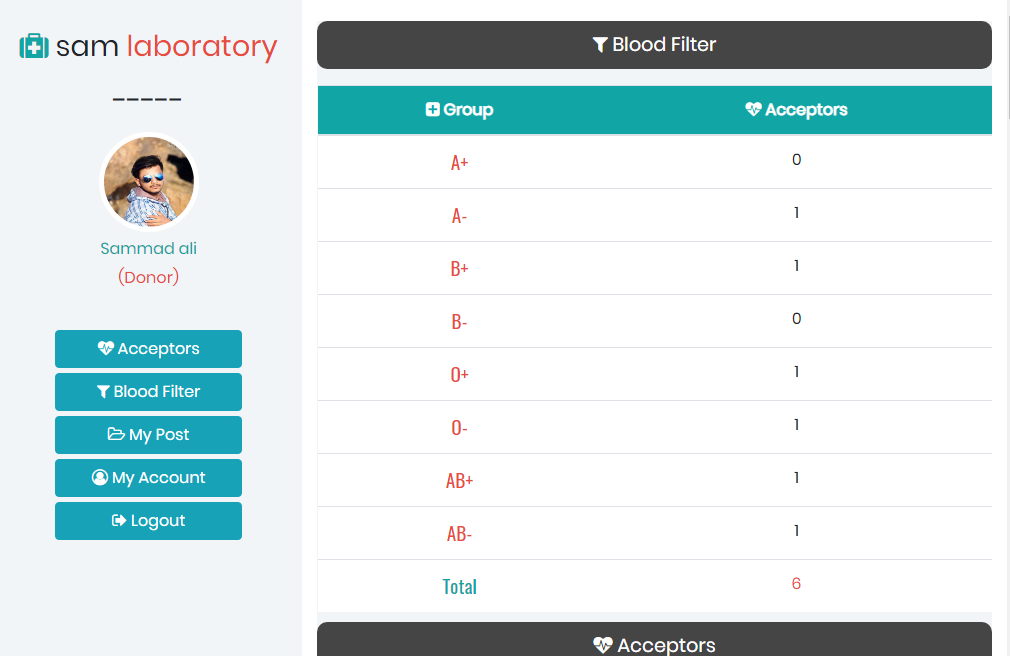 sam laboratory
_____
Sammad ali
(Donor)
Acceptors
Blood Filter
My Post
My Account
Logout
Blood Filter
Group Acceptors
A+ 0
A- 1
B+ 1
B- 0
O+ 1
O- 1
AB+ 1
AB- 1
Total 6
Acceptors